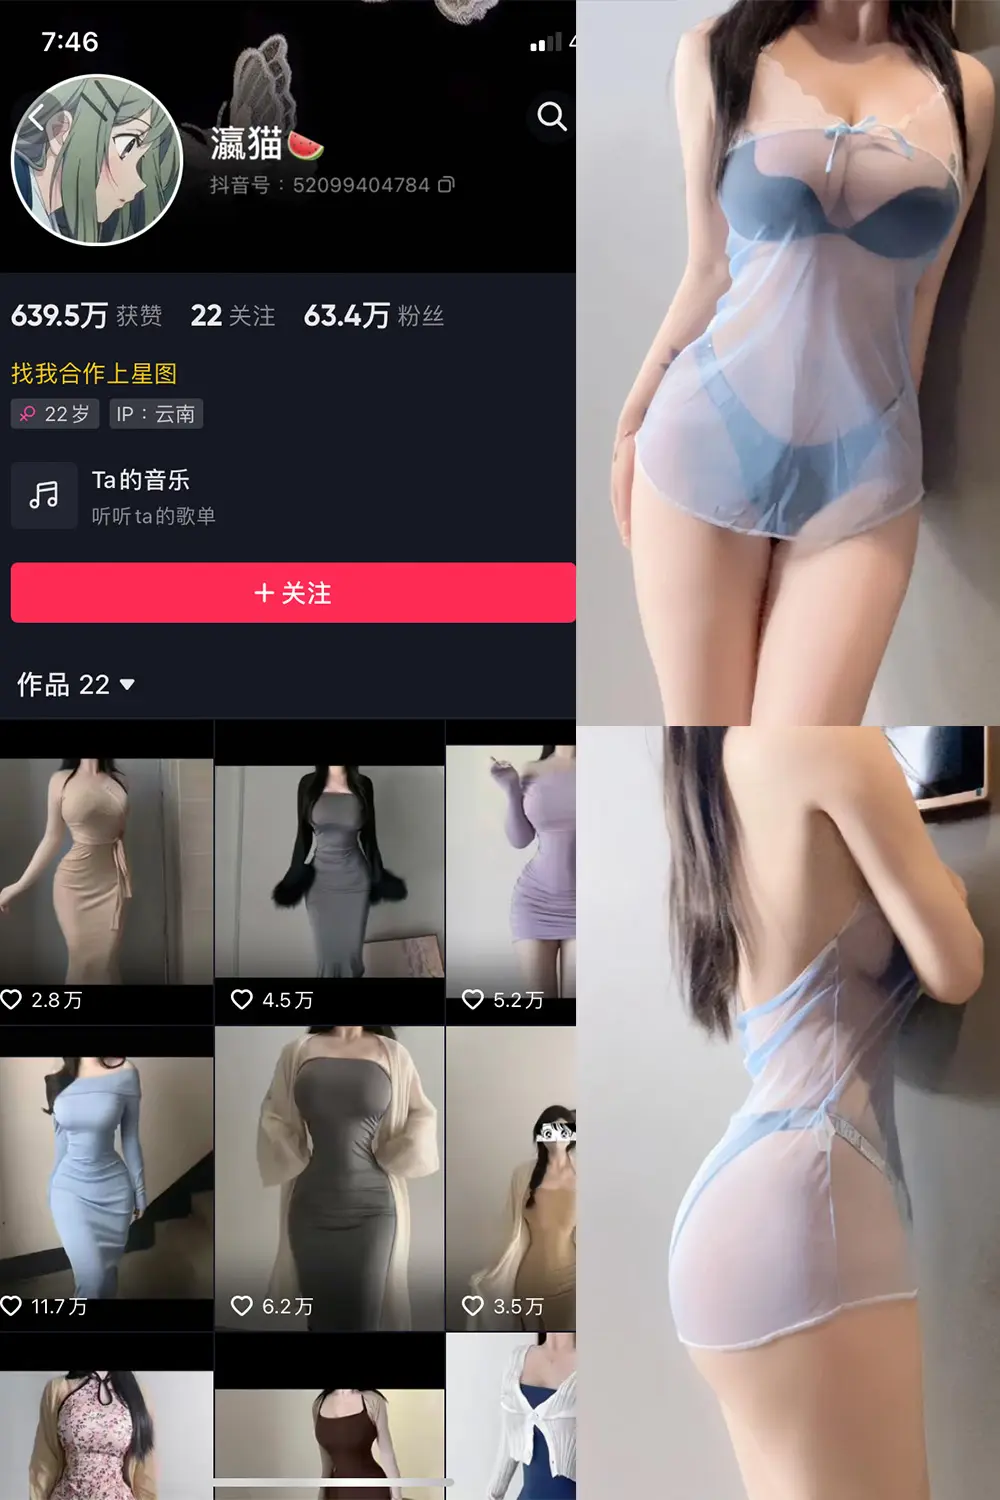 7:46
瀛猫🍉
抖音号：52099404784
639.5万 获赞 22 关注 63.4万 粉丝
找我合作上星图
22岁 IP：云南
Ta的音乐
听听ta的歌单
+ 关注
作品 22
2.8万 4.5万 5.2万
11.7万 6.2万 3.5万